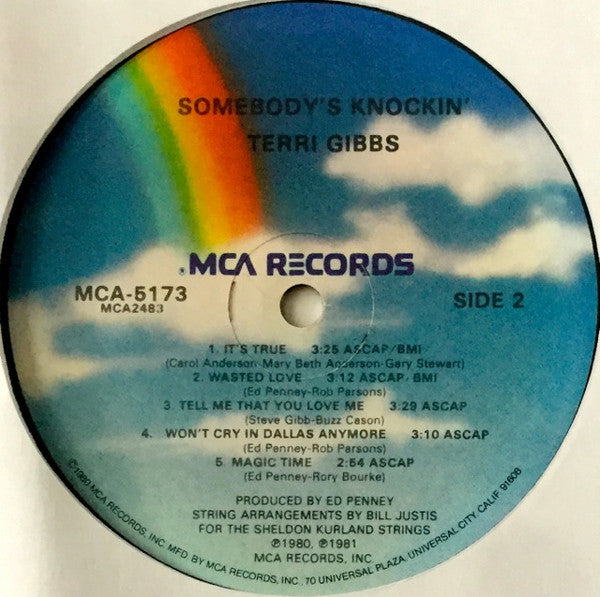 SOMEBODY'S KNOCKIN'
TERRI GIBBS
MCA RECORDS
MCA-5173
MCA2483
SIDE 2
1. IT'S TRUE 3:25 ASCAP/BMI
(Carol Anderson-Mary Beth Anderson-Gary Stewart)
2. WASTED LOVE 3:12 ASCAP/BMI
(Ed Penney-Rob Parsons)
3. TELL ME THAT YOU LOVE ME 3:29 ASCAP
(Steve Gibb-Buzz Cason)
4. WON'T CRY IN DALLAS ANYMORE 3:10 ASCAP
(Ed Penney-Rob Parsons)
5. MAGIC TIME 2:54 ASCAP
(Ed Penney-Rory Bourke)
PRODUCED BY ED PENNEY
STRING ARRANGEMENTS BY BILL JUSTIS
FOR THE SHELDON KURLAND STRINGS
℗1980, ℗1981
MCA RECORDS, INC
©1980 MCA RECORDS, INC. MFD. BY MCA RECORDS, INC., 70 UNIVERSAL PLAZA, UNIVERSAL CITY, CALIF. 91608